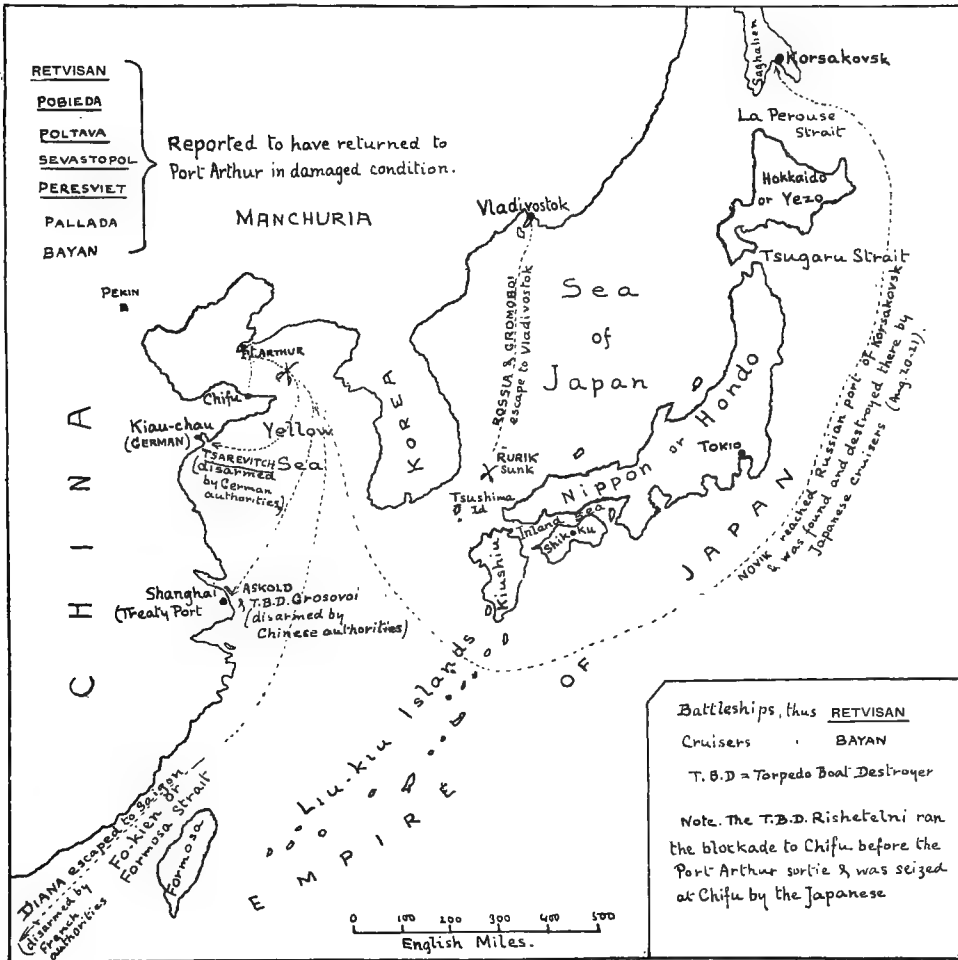 RETVISAN
POBIEDA
POLTAVA
SEVASTOPOL
PERESVIET
PALLADA
BAYAN
Reported to have returned to
Port Arthur in damaged condition.
MANCHURIA
PEKIN
Saghalien
Korsakovsk
La Perouse
Strait
Hokkaido
or Yezo
Tsugaru Strait
Vladivostok
ROSSIA & GROMOBOI
escape to Vladivostok
Sea
of
Japan
Pt. ARTHUR
Chifu
Kiau-chau
(GERMAN)
Yellow
Sea
TSAREVITCH
(disarmed
by German
authorities)
KOREA
RURIK
Sunk
Tsushima
Id
Nippon or Hondo
TOKIO
Inland Sea
Shikoku
Kiushiu
NOVIK reached Russian port of Korsakovsk
& was found and destroyed there by
Japanese Cruisers (Aug. 20-21).
CHINA
Shanghai
(Treaty Port
ASKOLD
& T.B.D. Grosovoi
(disarmed by
Chinese authorities)
Liu-kiu Islands
EMPIRE OF JAPAN
DIANA escaped to Saigon
(disarmed by
French
authorities
Fo-kien or
Formosa Strait
Formosa
0 100 200 300 400 500
English Miles.
Battleships, thus RETVISAN
Cruisers " BAYAN
T.B.D = Torpedo Boat Destroyer
Note. The T.B.D. Rishetelni ran
the blockade to Chifu before the
Port Arthur sortie & was seized
at Chifu by the Japanese